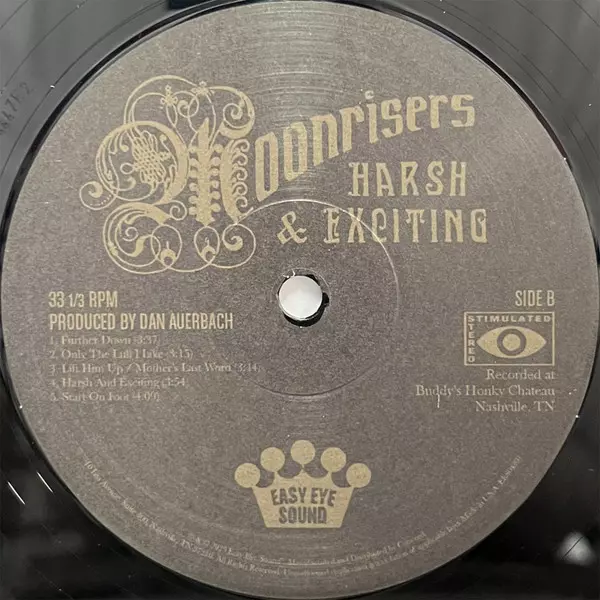 Moonrisers
HARSH
& EXCITING
33 1/3 RPM
PRODUCED BY DAN AUERBACH
SIDE B
1. Further Down (3:37)
2. Only The Lull I Like (3:15)
3. Lift Him Up / Mother's Last Word (3:14)
4. Harsh And Exciting (3:54)
5. Start On Foot (4:09)
STIMULATED
STEREO
Recorded at
Buddy's Honky Chateau
Nashville, TN
EASY EYE
SOUND